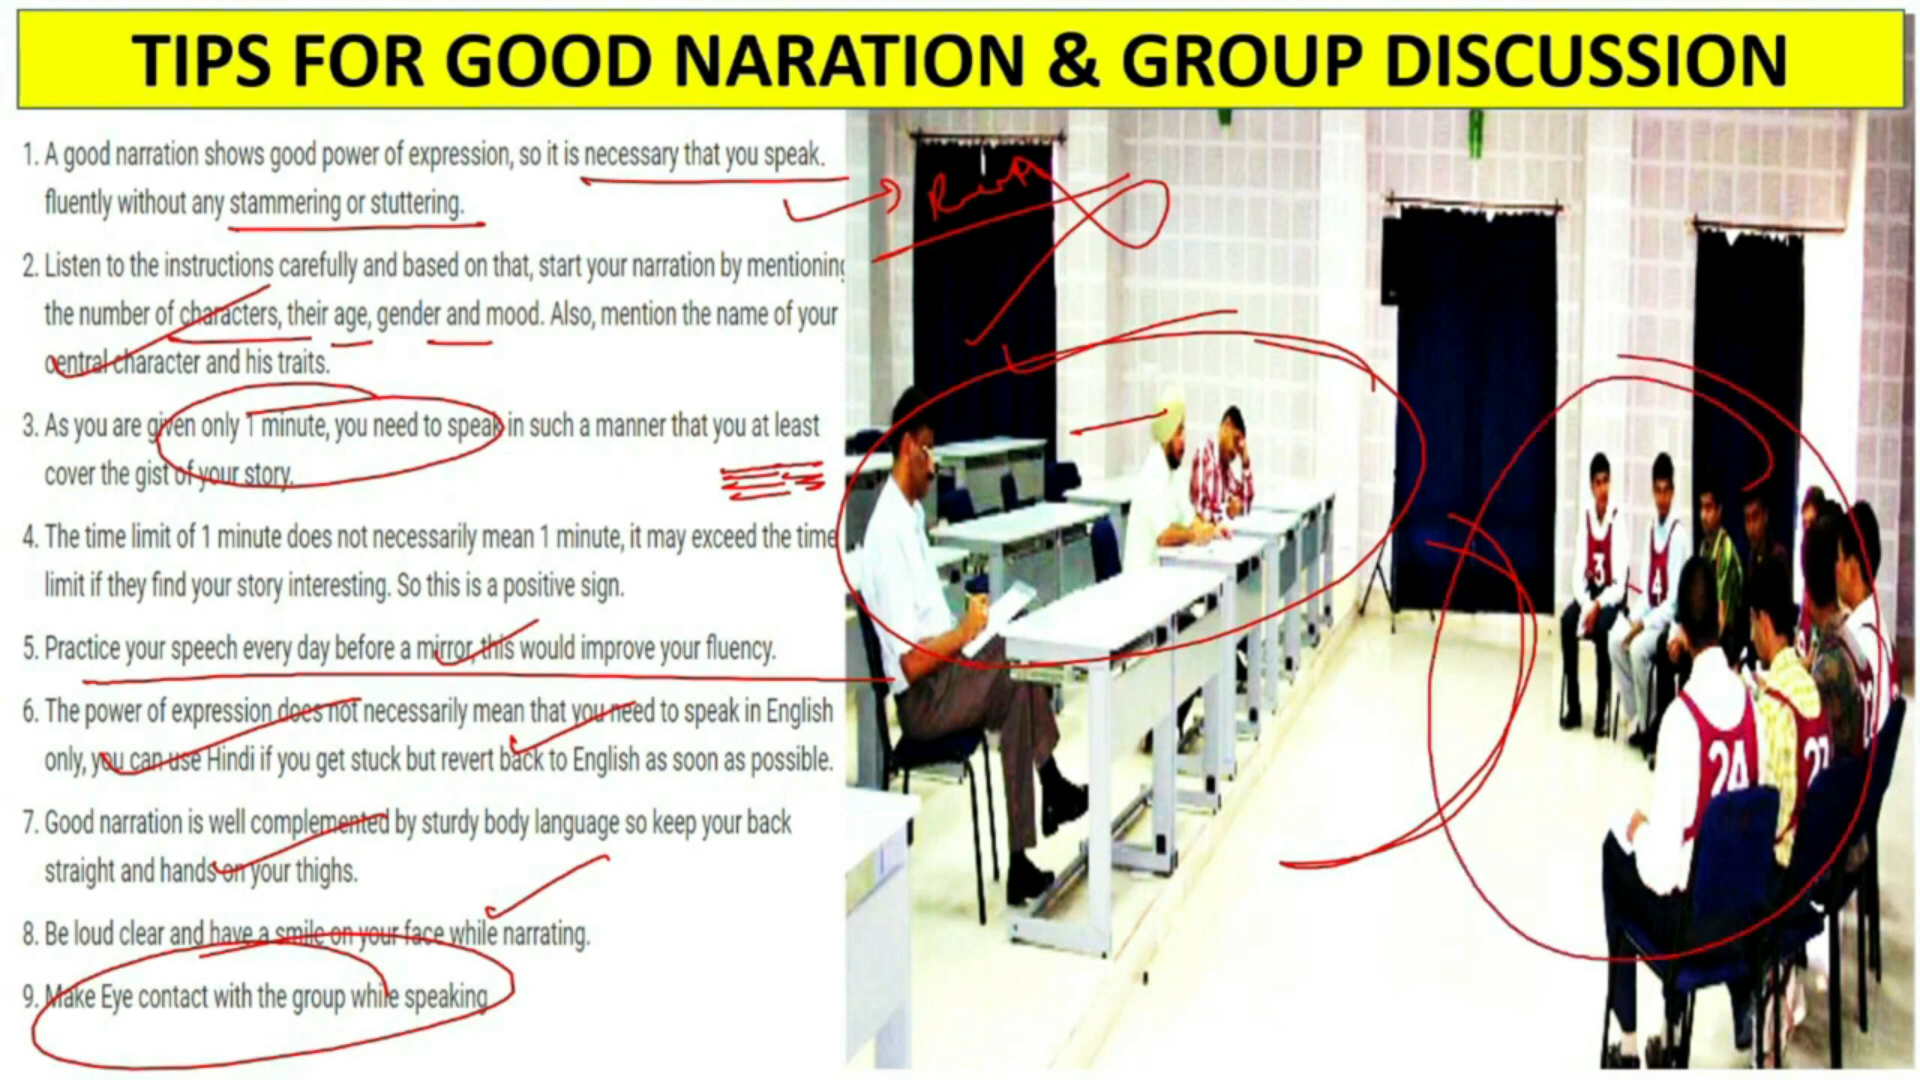 TIPS FOR GOOD NARATION & GROUP DISCUSSION
1. A good narration shows good power of expression, so it is necessary that you speak.
fluently without any stammering or stuttering.
2. Listen to the instructions carefully and based on that, start your narration by mentioning
the number of characters, their age, gender and mood. Also, mention the name of your
central character and his traits.
3. As you are given only 1 minute, you need to speak in such a manner that you at least
cover the gist of your story.
4. The time limit of 1 minute does not necessarily mean 1 minute, it may exceed the time
limit if they find your story interesting. So this is a positive sign.
5. Practice your speech every day before a mirror, this would improve your fluency.
6. The power of expression does not necessarily mean that you need to speak in English
only, you can use Hindi if you get stuck but revert back to English as soon as possible.
7. Good narration is well complemented by sturdy body language so keep your back
straight and hands on your thighs.
8. Be loud clear and have a smile on your face while narrating.
9. Make Eye contact with the group while speaking
3
4
24